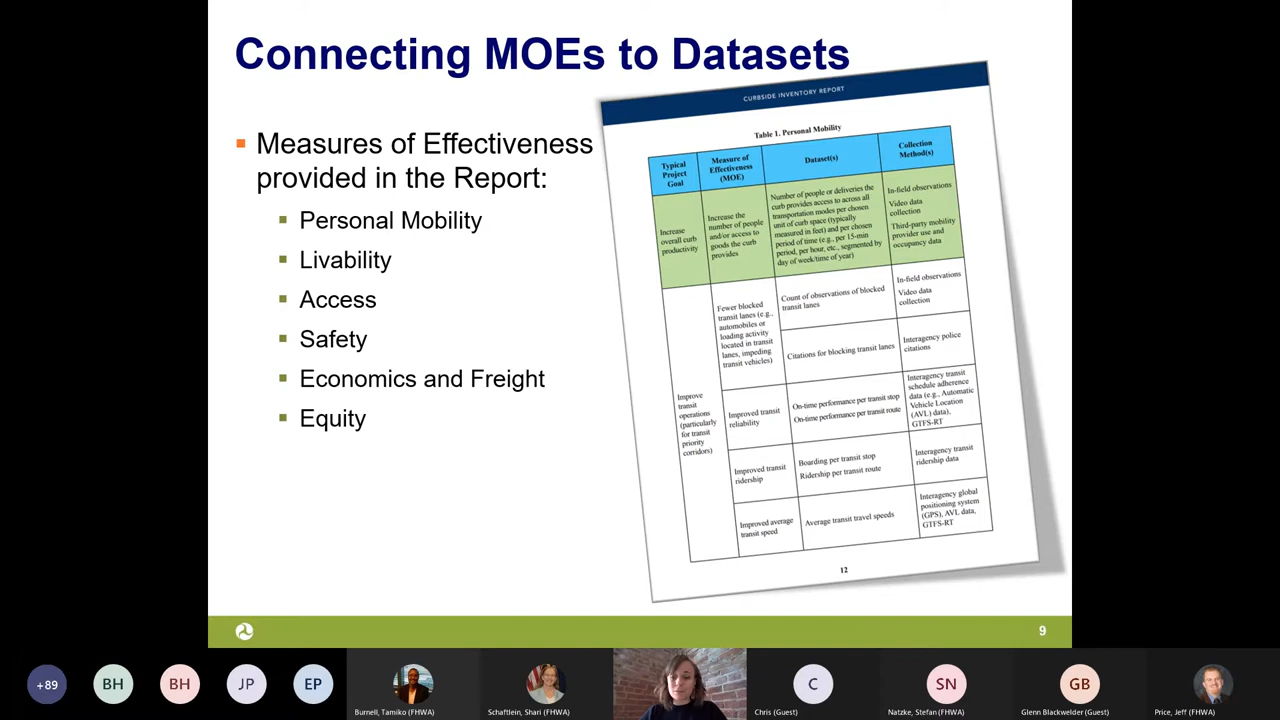 Connecting MOEs to Datasets
Measures of Effectiveness
provided in the Report:
Personal Mobility
Livability
Access
Safety
Economics and Freight
Equity
CURBSIDE INVENTORY REPORT
Table 1. Personal Mobility
Typical
Project
Goal
Measure of
Effectiveness
(MOE)
Dataset(s)
Collection
Method(s)
Increase
overall curb
productivity
Increase the
number of people
and/or access to
goods the curb
provides
Number of people or deliveries the
curb provides access to across all
transportation modes per chosen
unit of curb space (typically
measured in feet) and per chosen
period of time (e.g., per 15-min
period, per hour, etc., segmented by
day of week/time of year)
In-field observations
Video data
collection
Third-party mobility
provider use and
occupancy data
Improve
transit
operations
(particularly
for transit
priority
corridors)
Fewer blocked
transit lanes (e.g.,
automobiles or
loading activity
located in transit
lanes, impeding
transit vehicles)
Count of observations of blocked
transit lanes
In-field observations
Video data
collection
Citations for blocking transit lanes
Interagency police
citations
Improved transit
reliability
On-time performance per transit stop
On-time performance per transit route
Interagency transit
schedule adherence
data (e.g., Automatic
Vehicle Location
(AVL) data),
GTFS-RT
Improved transit
ridership
Boarding per transit stop
Ridership per transit route
Interagency transit
ridership data
Improved average
transit speed
Average transit travel speeds
Interagency global
positioning system
(GPS), AVL data,
GTFS-RT
12
9
+89
BH
BH
JP
EP
Burnell, Tamiko (FHWA)
Schaftlein, Shari (FHWA)
C
Chris (Guest)
SN
Natzke, Stefan (FHWA)
GB
Glenn Blackwelder (Guest)
Price, Jeff (FHWA)